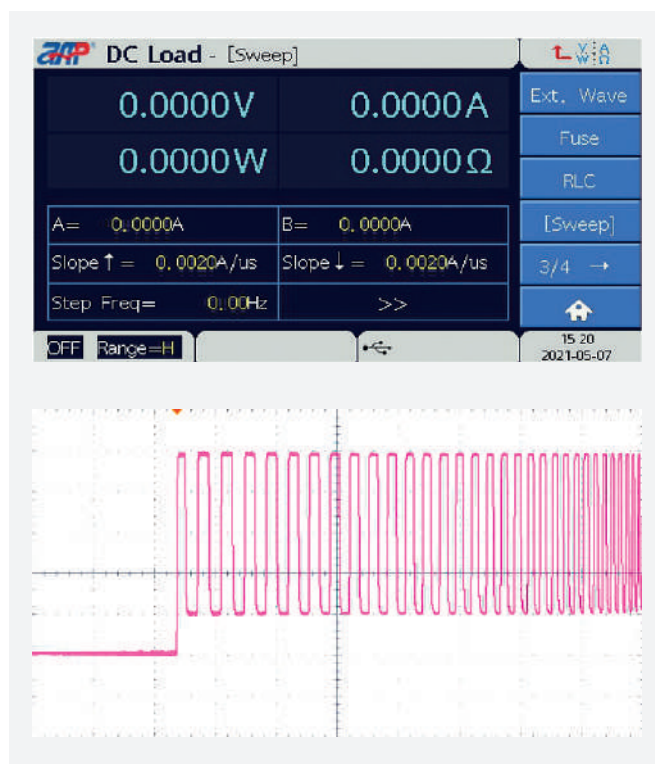 DC Load - [Sweep]
0.0000V 0.0000A
0.0000W 0.0000Ω
A= 0.0000A B= 0.0000A
Slope↑= 0.0020A/us Slope↓= 0.0020A/us
Step Freq= 0.00Hz >>
OFF Range=H
V A
W Ω
Ext. Wave
Fuse
RLC
[Sweep]
3/4 →
15 20
2021-05-07